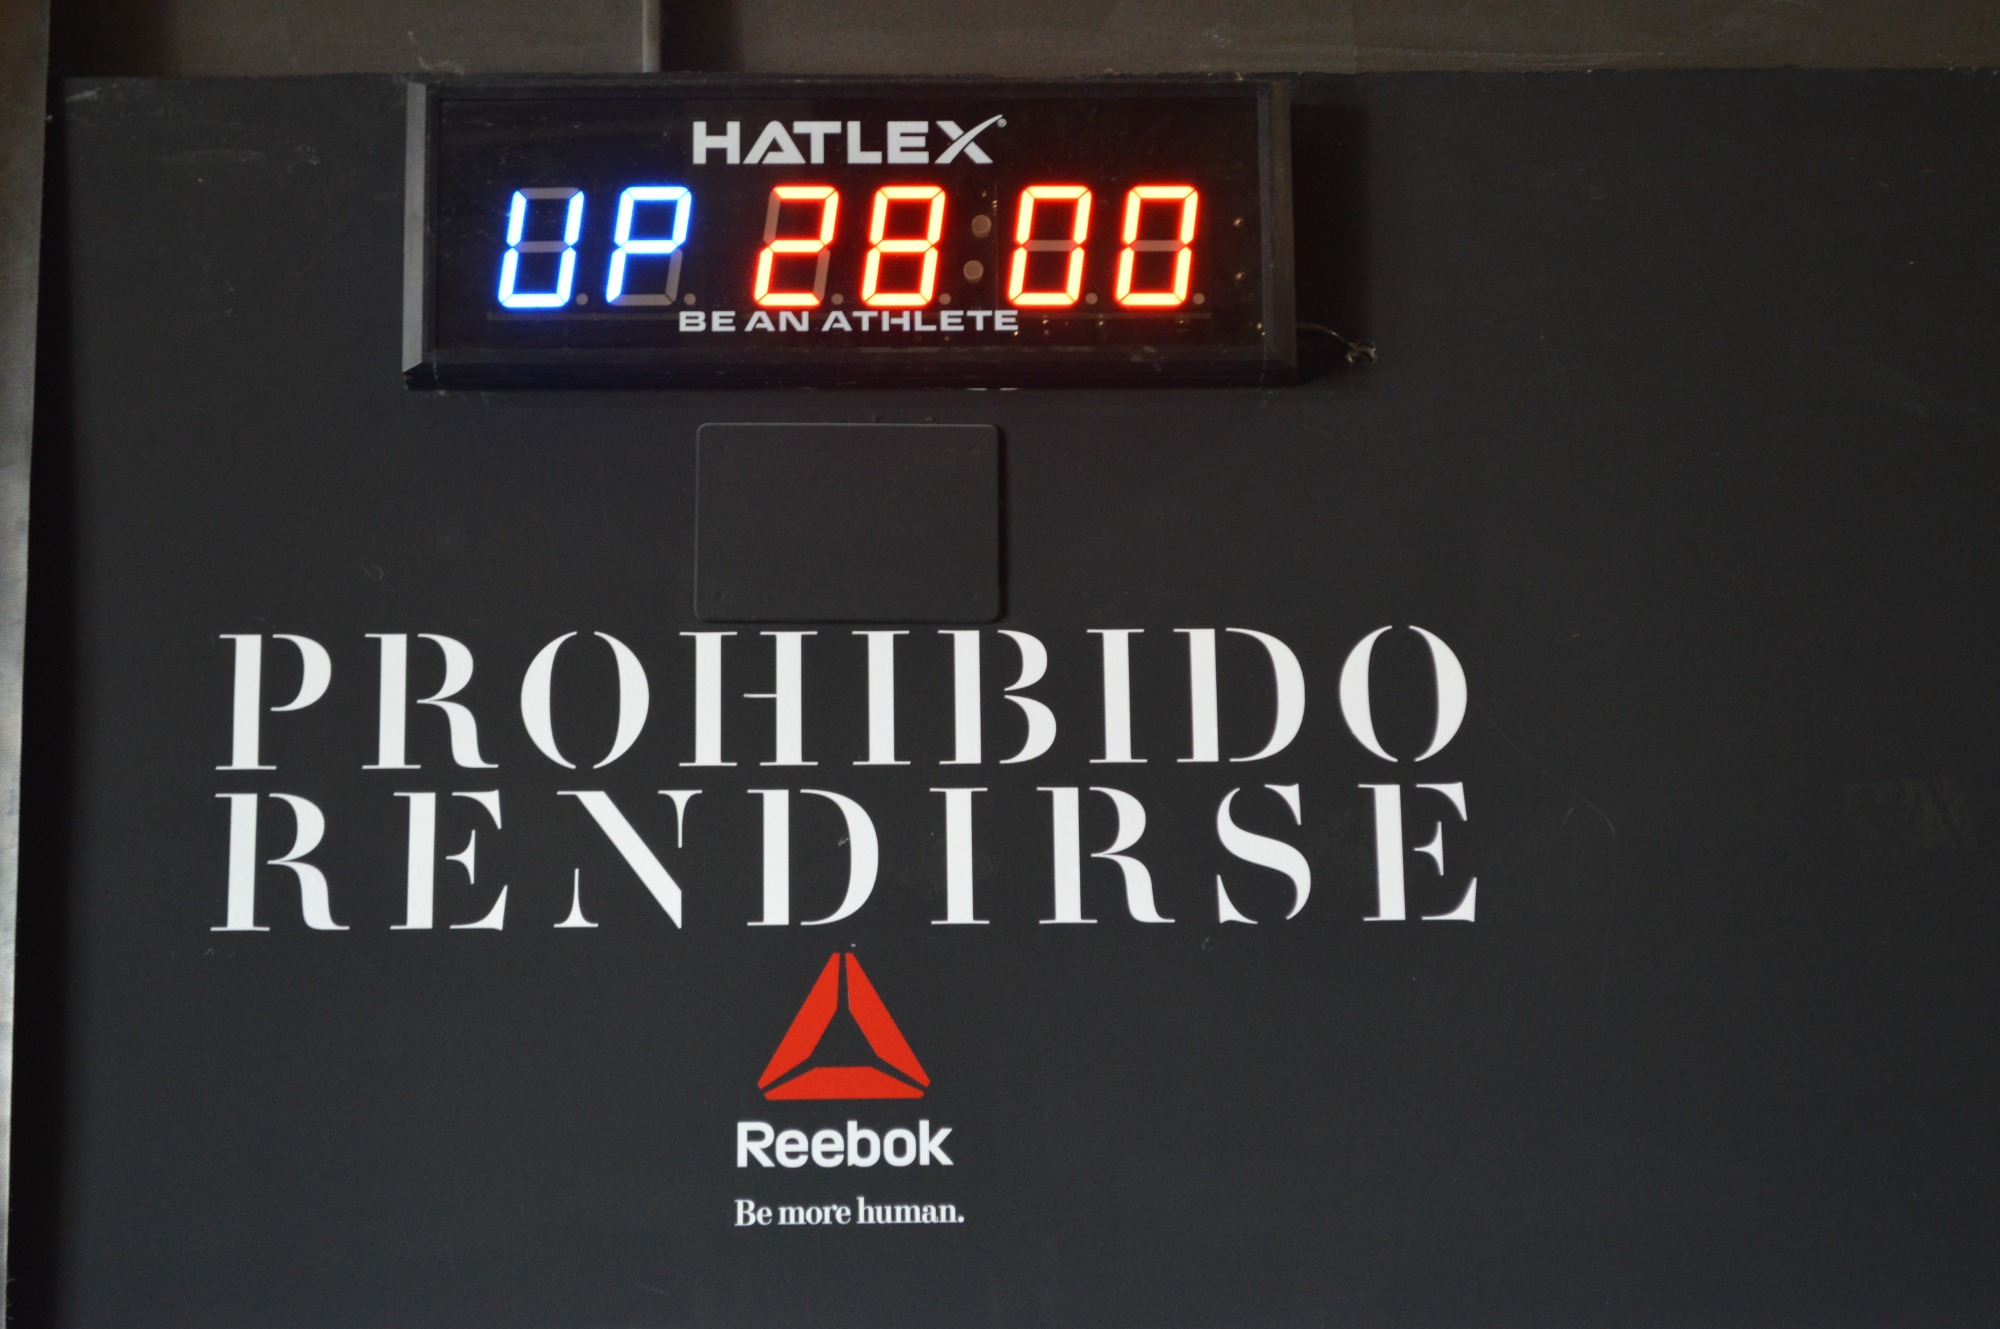 HATLEX
UP 28 00
BE AN ATHLETE
PROHIBIDO
RENDIRSE
Reebok
Be more human.